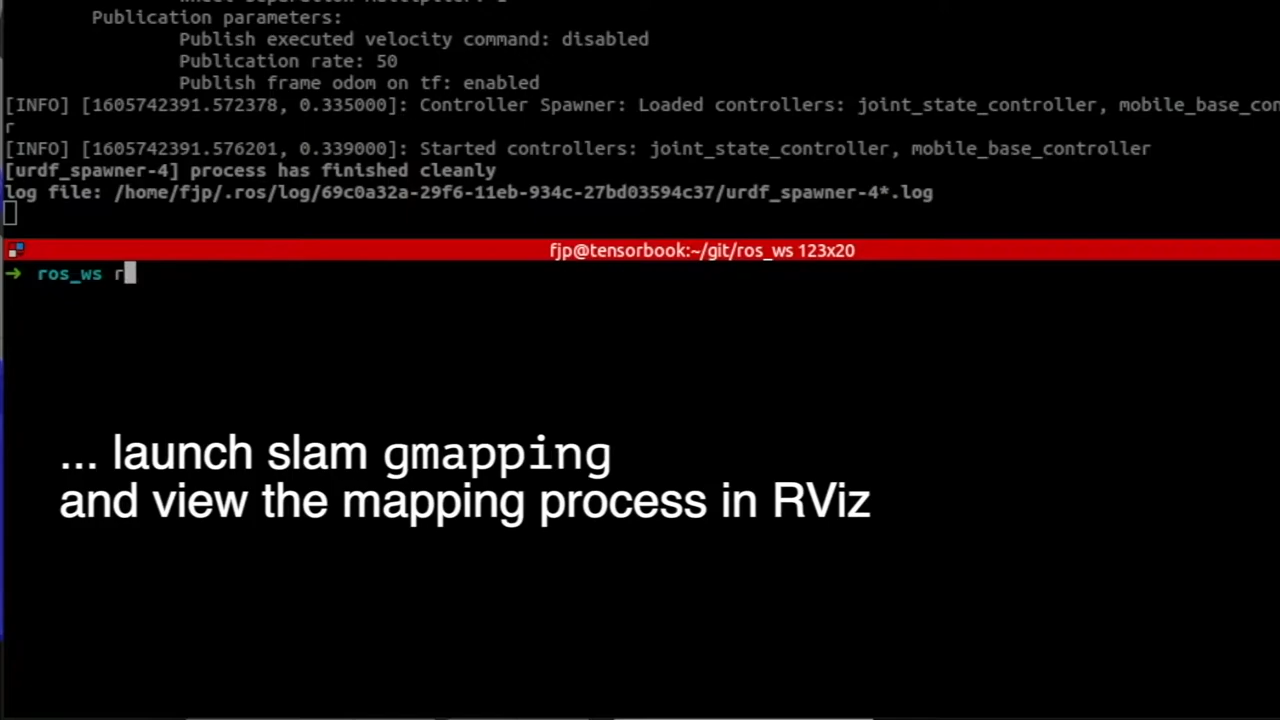 Publication parameters:
Publish executed velocity command: disabled
Publication rate: 50
Publish frame odom on tf: enabled
[INFO] [1605742391.572378, 0.335000]: Controller Spawner: Loaded controllers: joint_state_controller, mobile_base_con
r
[INFO] [1605742391.576201, 0.339000]: Started controllers: joint_state_controller, mobile_base_controller
[urdf_spawner-4] process has finished cleanly
log file: /home/fjp/.ros/log/69c0a32a-29f6-11eb-934c-27bd03594c37/urdf_spawner-4*.log
fjp@tensorbook:~/git/ros_ws 123x20
➜ ros_ws r
... launch slam gmapping
and view the mapping process in RViz